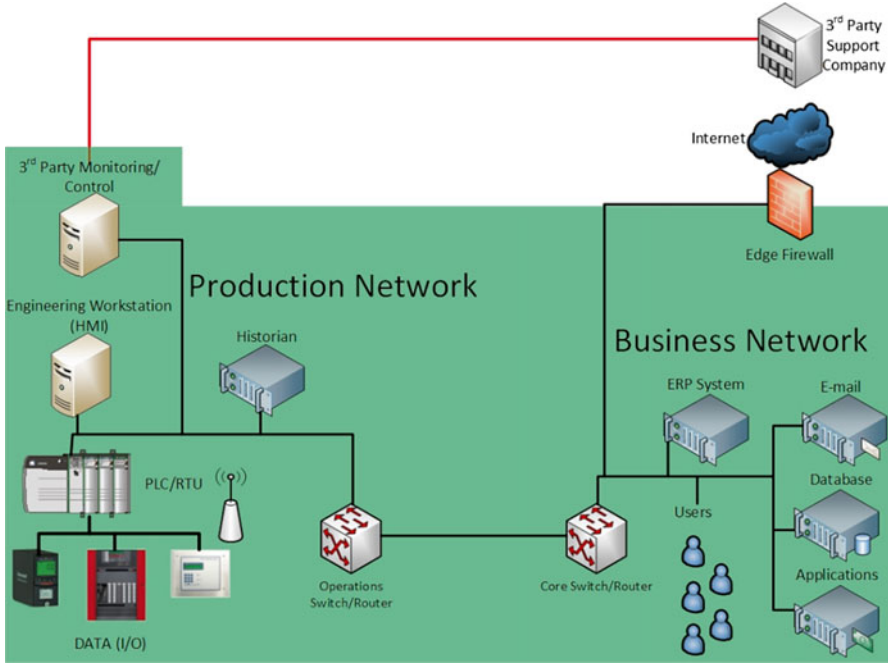 3rd Party
Support
Company
Internet
3rd Party Monitoring/
Control
Edge Firewall
Production Network
Engineering Workstation
(HMI)
Historian
Business Network
ERP System
E-mail
PLC/RTU
Database
Users
Operations
Switch/Router
Core Switch/Router
Applications
DATA (I/O)